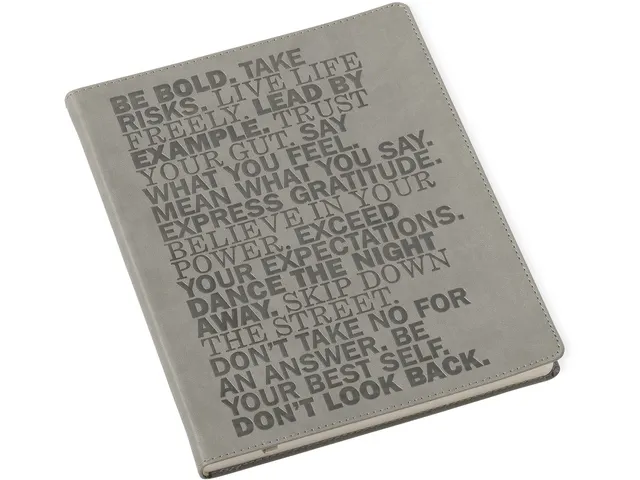 BE BOLD. TAKE
RISKS. LIVE LIFE
FREELY. LEAD BY
EXAMPLE. TRUST
YOUR GUT. SAY
WHAT YOU FEEL.
MEAN WHAT YOU SAY.
EXPRESS GRATITUDE.
BELIEVE IN YOUR
POWER. EXCEED
YOUR EXPECTATIONS.
DANCE THE NIGHT
AWAY. SKIP DOWN
THE STREET.
DON'T TAKE NO FOR
AN ANSWER. BE
YOUR BEST SELF.
DON'T LOOK BACK.